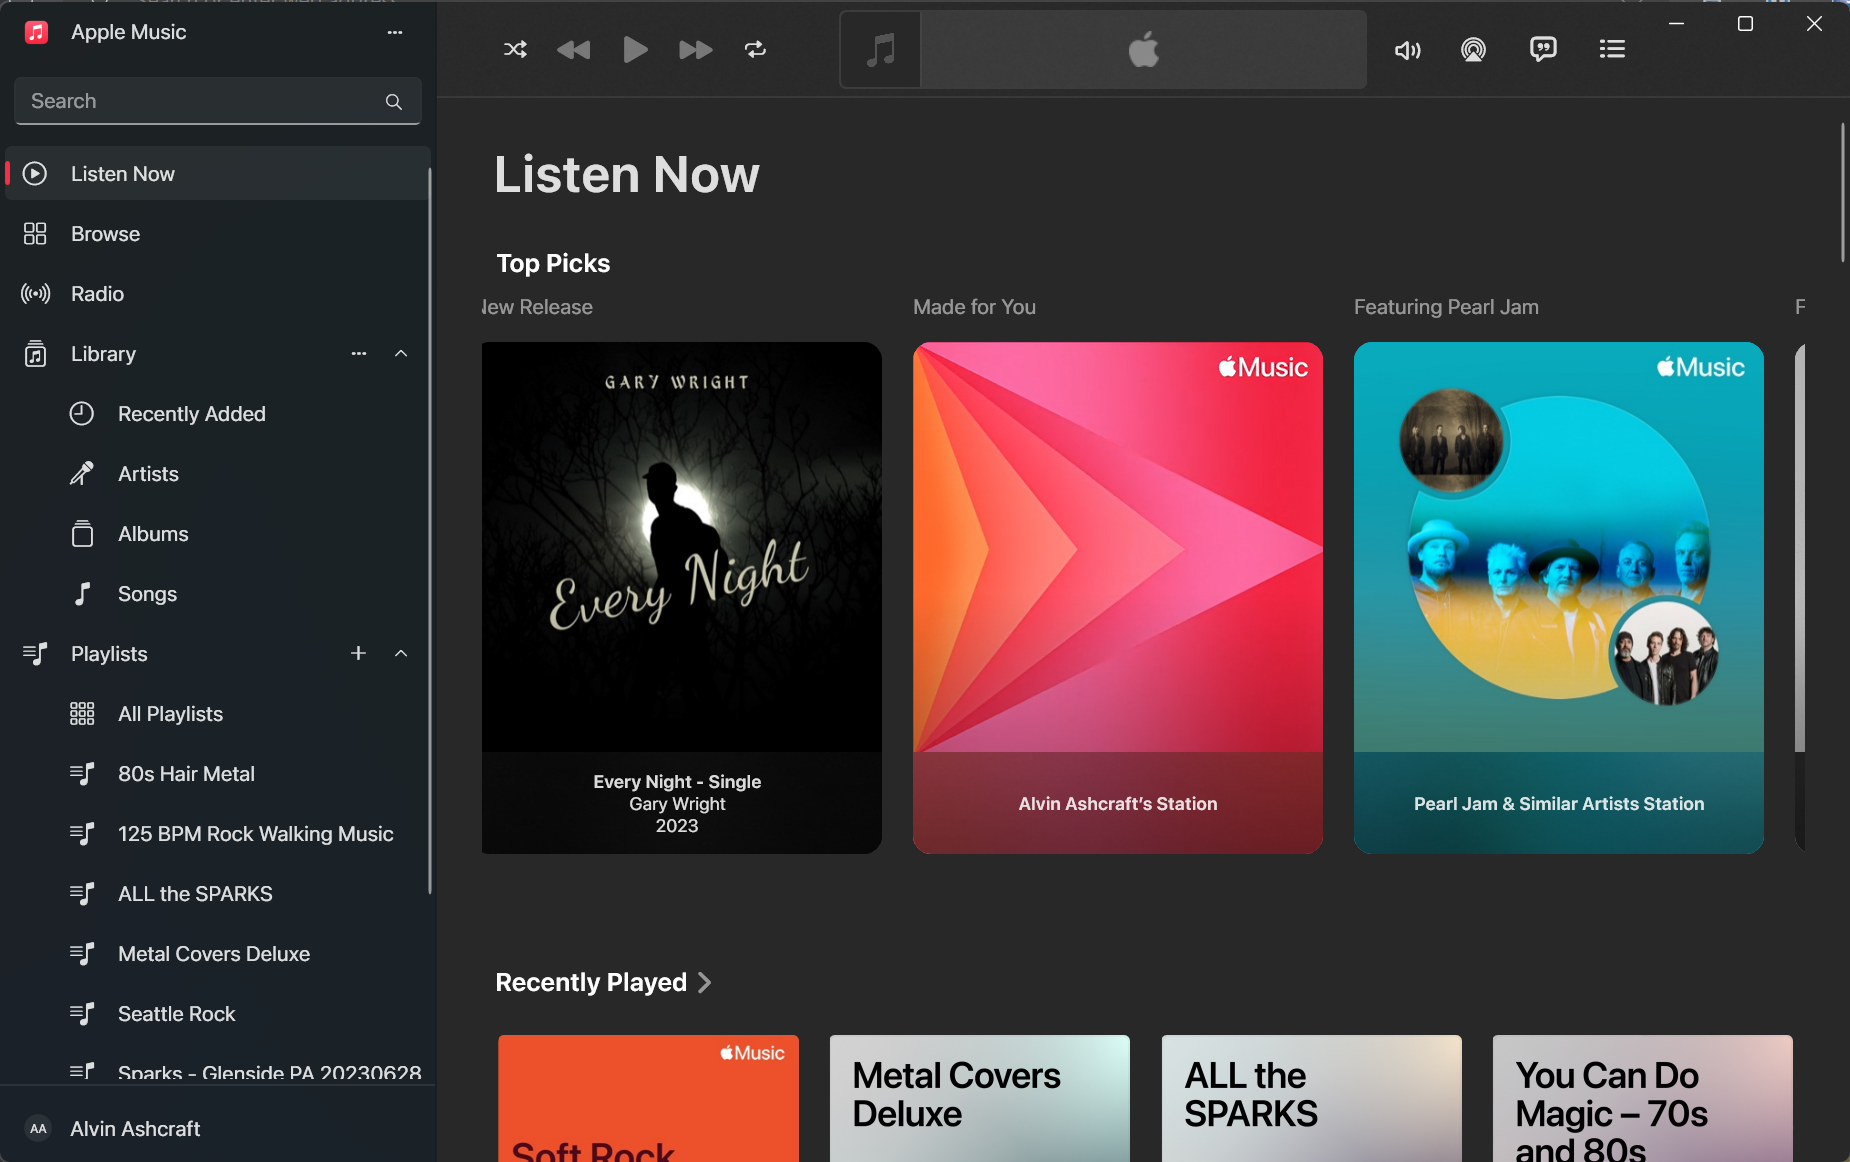 Apple Music
Search
Listen Now
Browse
Radio
Library
Recently Added
Artists
Albums
Songs
Playlists
All Playlists
80s Hair Metal
125 BPM Rock Walking Music
ALL the SPARKS
Metal Covers Deluxe
Seattle Rock
Sparks - Glenside PA 20230628
AA
Alvin Ashcraft
Listen Now
Top Picks
New Release
Made for You
Featuring Pearl Jam
F
GARY WRIGHT
Every Night
Every Night - Single
Gary Wright
2023
Music
Alvin Ashcraft's Station
Music
Pearl Jam & Similar Artists Station
Recently Played
Music
Soft Rock
Metal Covers
Deluxe
ALL the
SPARKS
You Can Do
Magic – 70s
and 80s